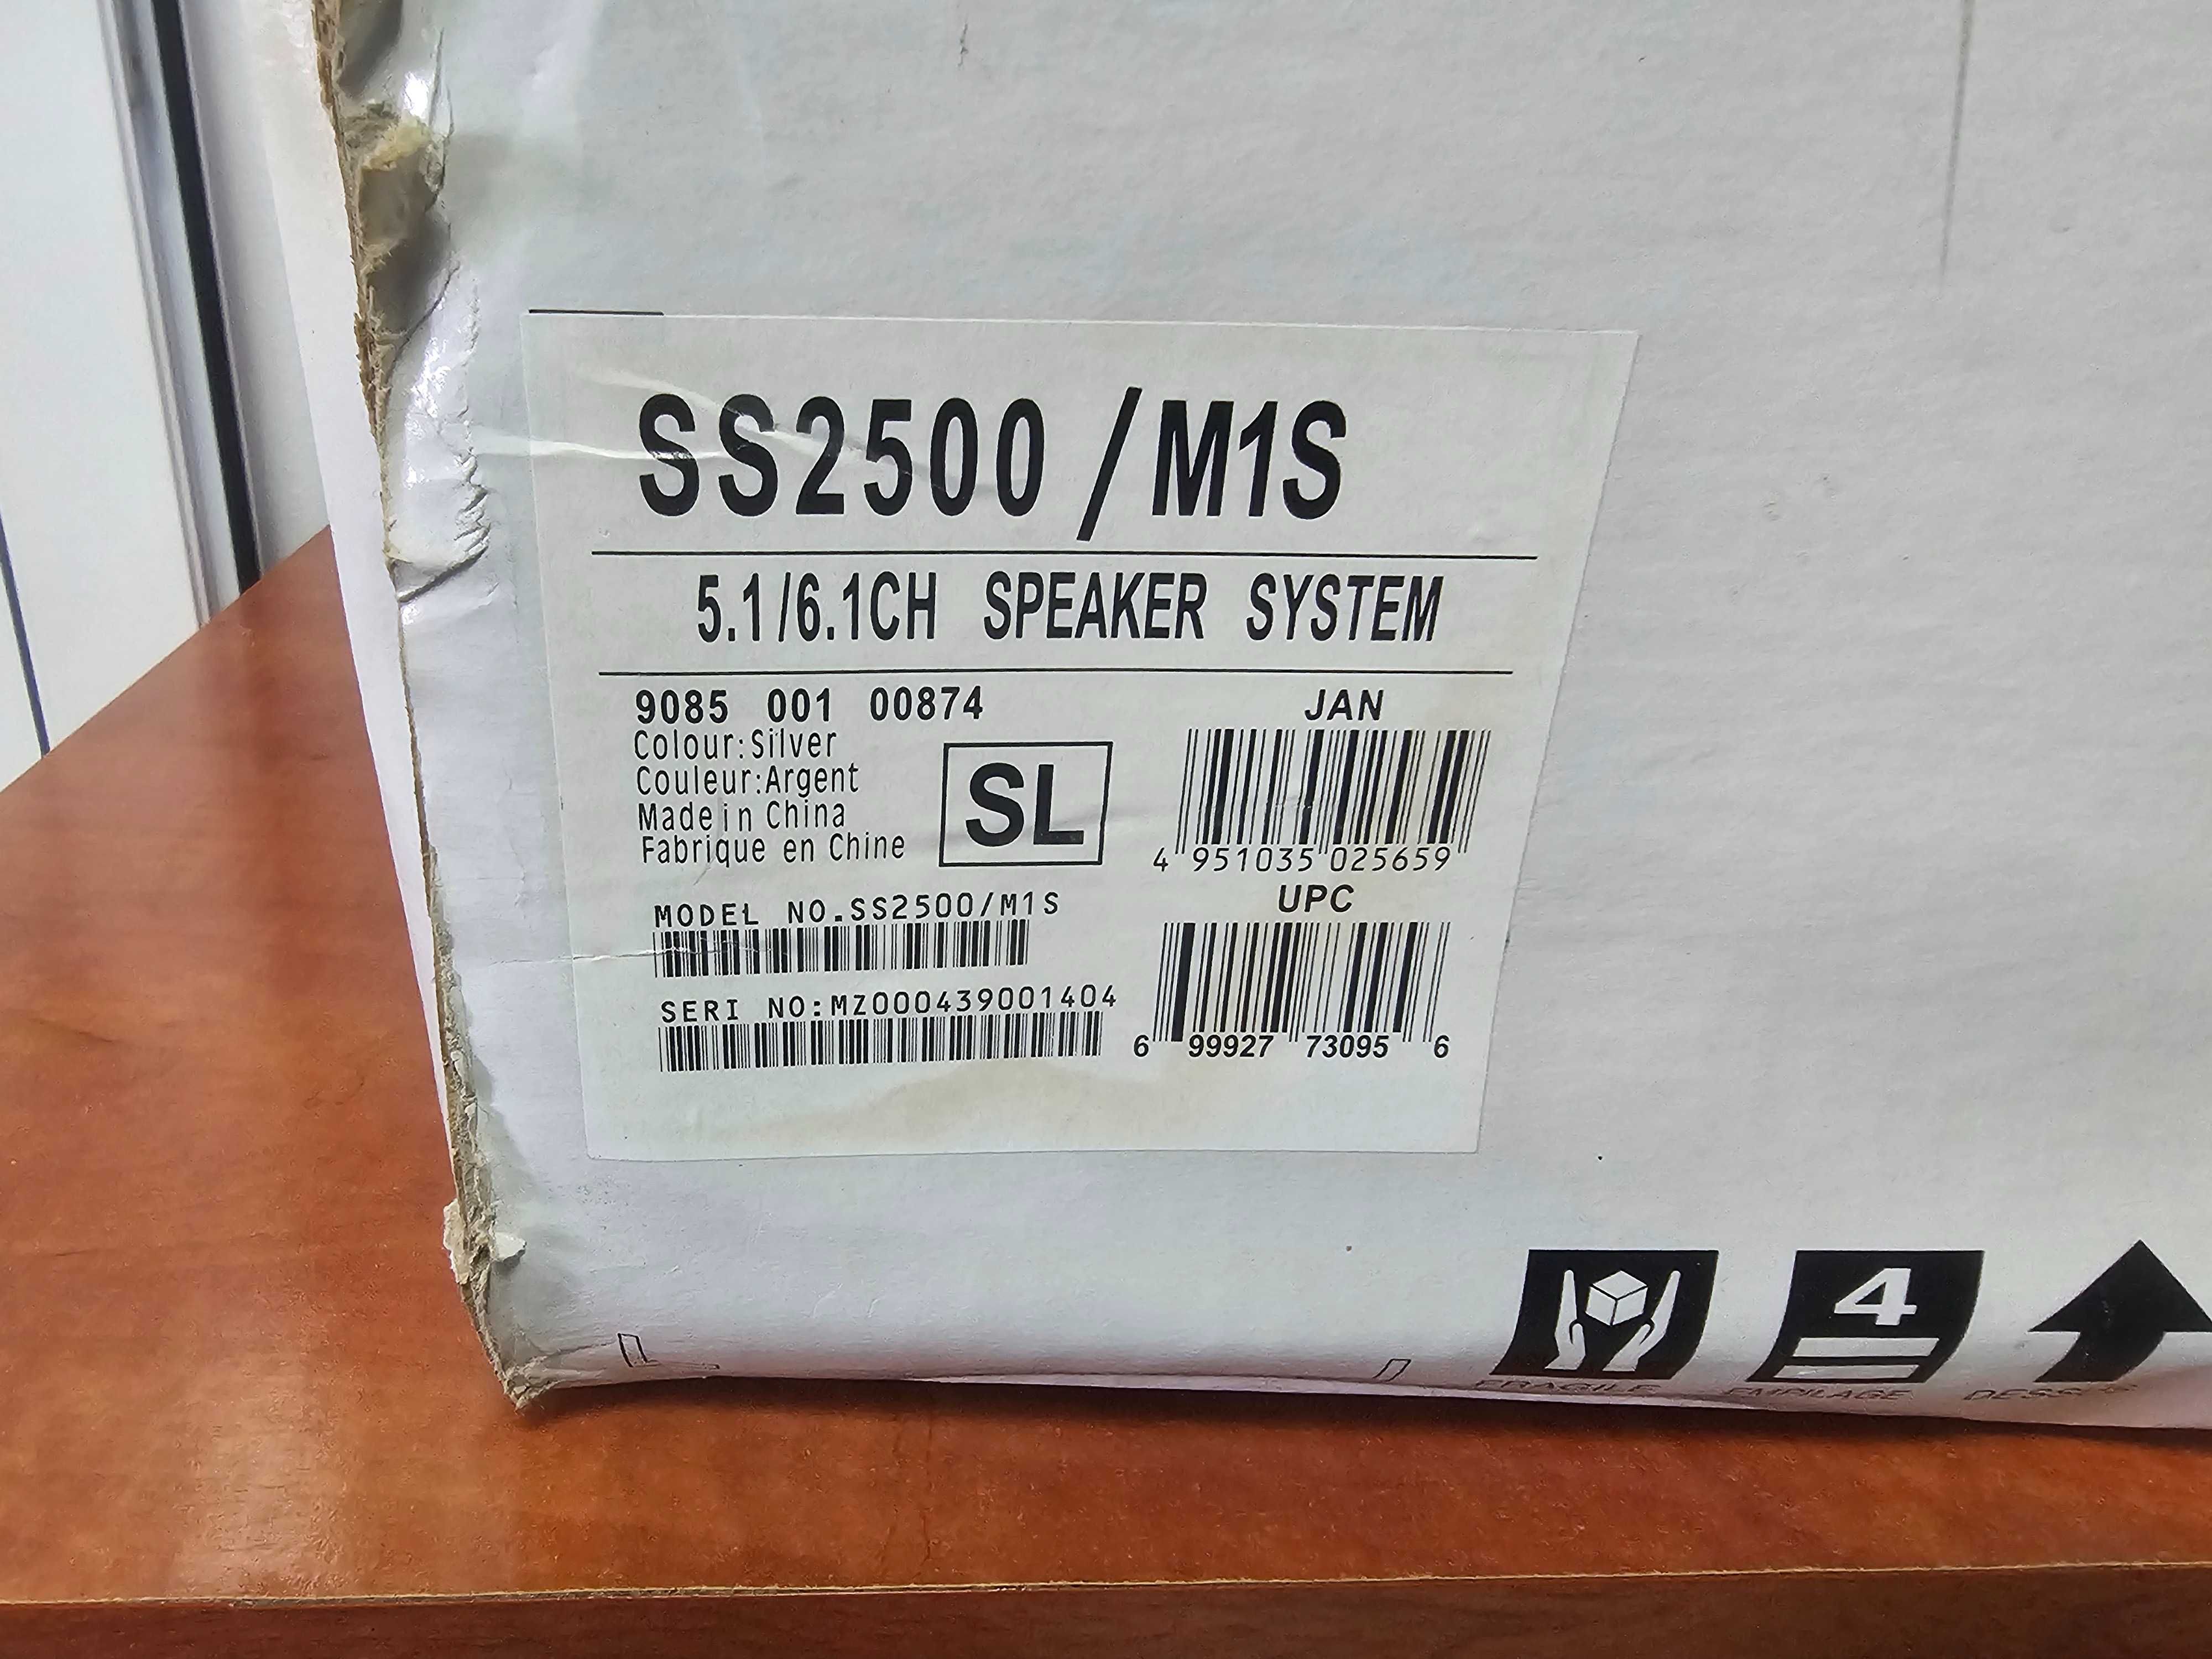 SS2500 /M1S
5.1/6.1CH SPEAKER SYSTEM
9085 001 00874
Colour:Silver
Couleur:Argent
Made in China
Fabrique en Chine
SL
JAN
4 951035 025659
MODEL NO.SS2500/M1S
SERI NO:MZ000439001404
UPC
6 99927 73095 6
4
FRAGILE EMPILAGE DESSUS